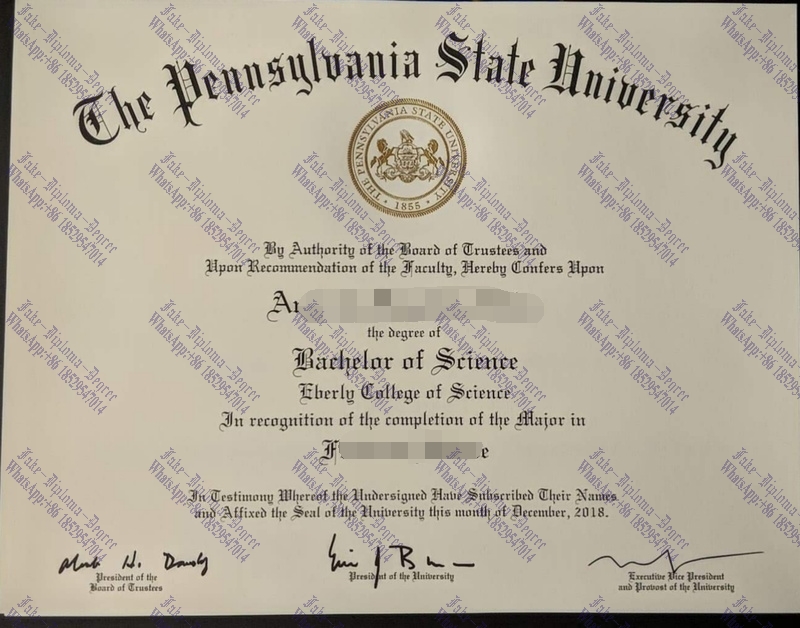 The Pennsylvania State University
THE PENNSYLVANIA STATE UNIVERSITY
1855
By Authority of the Board of Trustees and
Upon Recommendation of the Faculty, Hereby Confers Upon
the degree of
Bachelor of Science
Eberly College of Science
In recognition of the completion of the Major in
In Testimony Whereof the Undersigned Have Subscribed Their Names
and Affixed the Seal of the University this month of December, 2018.
President of the
Board of Trustees
President of the University
Executive Vice President
and Provost of the University
Fake-Diploma-Degree
WhatsApp:+86 18529547014